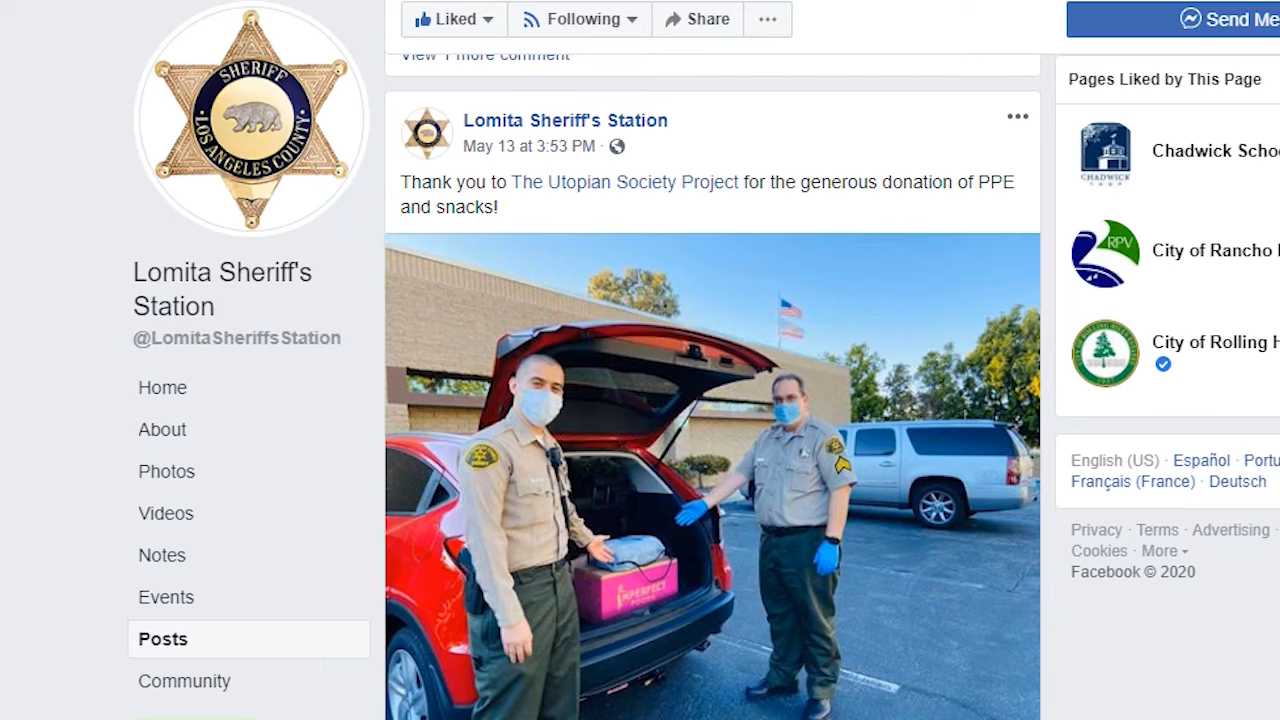 Liked
Following
Share
Send Me
View 1 more comment
SHERIFF
LOS ANGELES COUNTY
Lomita Sheriff's
Station
@LomitaSheriffsStation
Home
About
Photos
Videos
Notes
Events
Posts
Community
Lomita Sheriff's Station
May 13 at 3:53 PM ·
Thank you to The Utopian Society Project for the generous donation of PPE
and snacks!
IMPERFECT
FOODS
Pages Liked by This Page
CHADWICK
Chadwick Schoo
RPV
City of Rancho
City of Rolling H
English (US) · Español · Portu
Français (France) · Deutsch
Privacy · Terms · Advertising ·
Cookies · More
Facebook © 2020